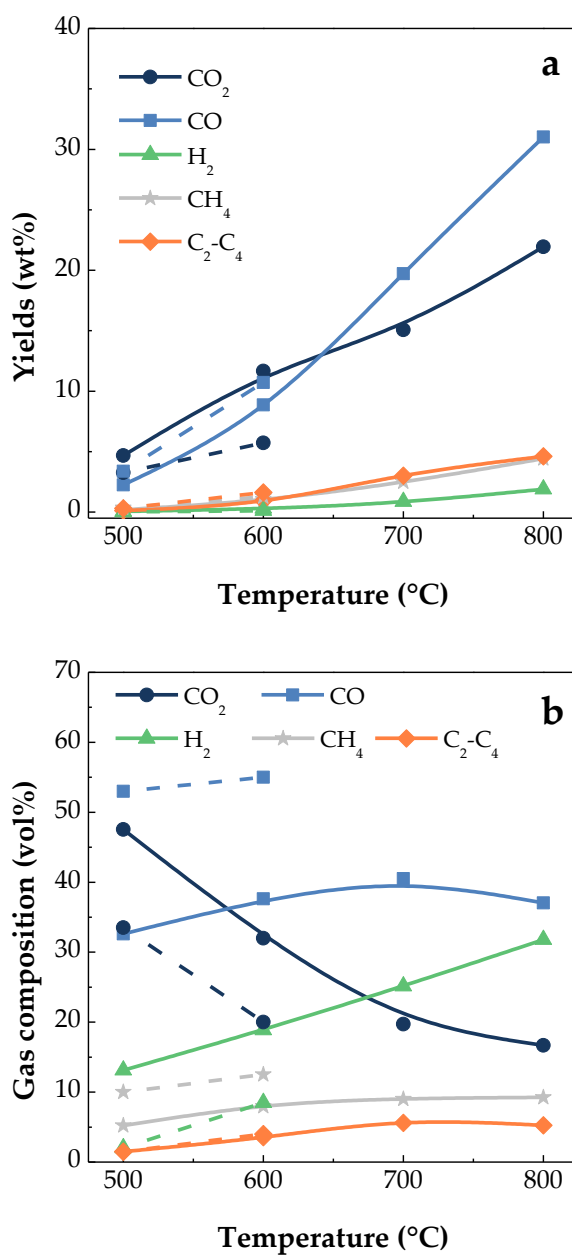 a
40
30
20
10
0
CO2
CO
H2
CH4
C2-C4
Yields (wt%)
500 600 700 800
Temperature (°C)
b
70
60
50
40
30
20
10
0
CO2 CO
H2 CH4 C2-C4
Gas composition (vol%)
500 600 700 800
Temperature (°C)